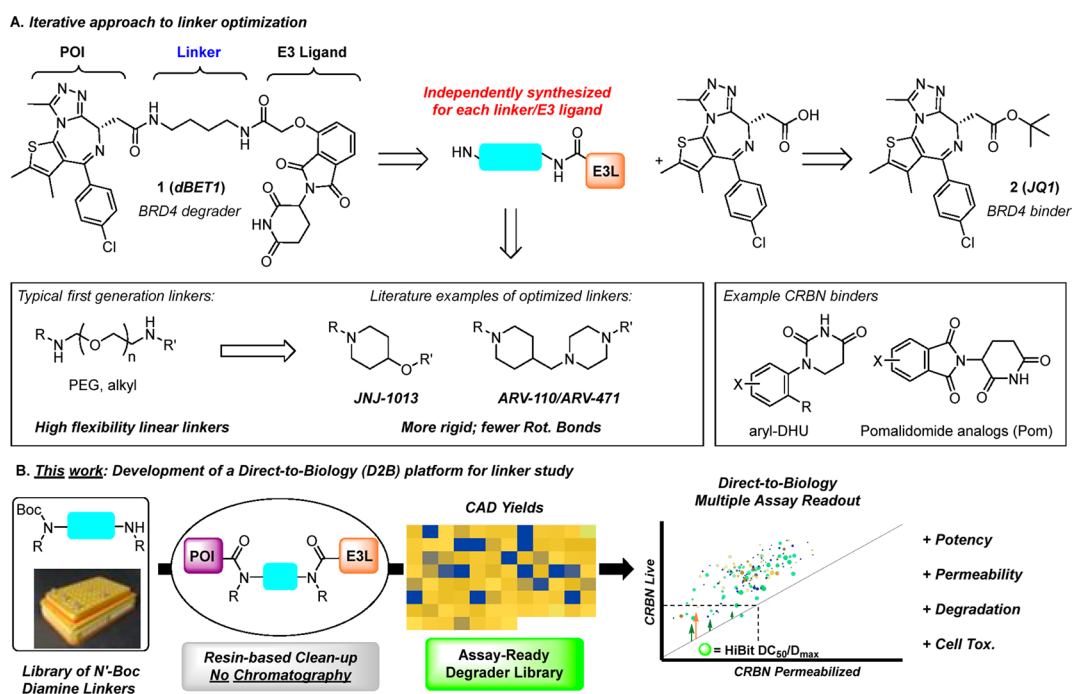 A. Iterative approach to linker optimization
POI
Linker
E3 Ligand
1 (dBET1)
BRD4 degrader
Independently synthesized
for each linker/E3 ligand
HN
N
H
O
E3L
+
OH
2 (JQ1)
BRD4 binder
Cl
Typical first generation linkers:
PEG, alkyl
High flexibility linear linkers
Literature examples of optimized linkers:
JNJ-1013
ARV-110/ARV-471
More rigid; fewer Rot. Bonds
Example CRBN binders
aryl-DHU
Pomalidomide analogs (Pom)
B. This work: Development of a Direct-to-Biology (D2B) platform for linker study
Boc
N
R
NH
R
Library of N'-Boc
Diamine Linkers
POI
O
N
R
O
N
R
E3L
Resin-based Clean-up
No Chromatography
CAD Yields
Assay-Ready
Degrader Library
Direct-to-Biology
Multiple Assay Readout
CRBN Live
= HiBit DC50/Dmax
CRBN Permeabilized
+ Potency
+ Permeability
+ Degradation
+ Cell Tox.